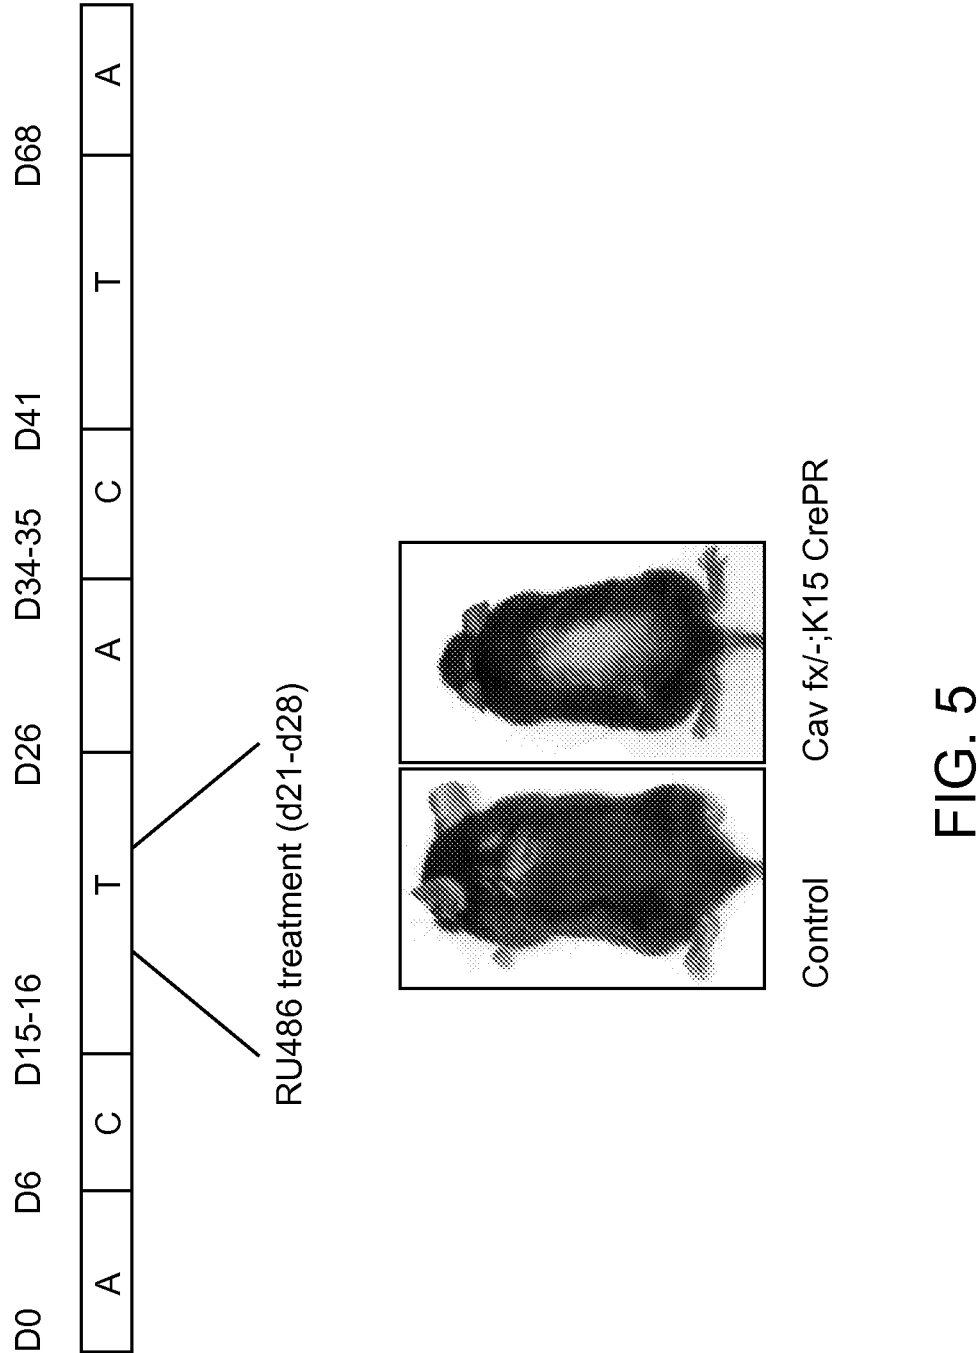 D0 D6 D15-16 D26 D34-35 D41 D68
A C T A C T A
RU486 treatment (d21-d28)
Control Cav fx/-;K15 CrePR
FIG. 5